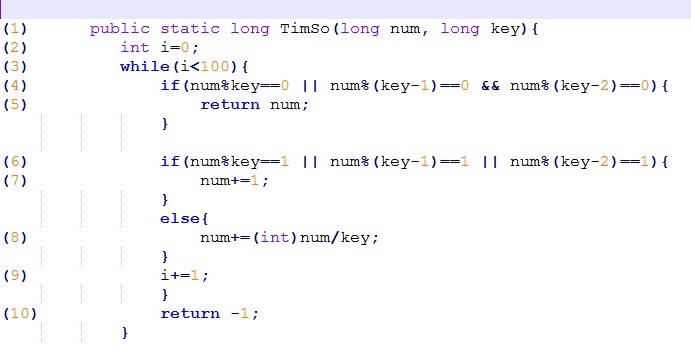 (1) public static long TimSo(long num, long key){
(2) int i=0;
(3) while(i<100){
(4) if(num%key==0 || num%(key-1)==0 && num%(key-2)==0){
(5) return num;
}
(6) if(num%key==1 || num%(key-1)==1 || num%(key-2)==1){
(7) num+=1;
}
else{
(8) num+=(int)num/key;
}
(9) i+=1;
}
(10) return -1;
}